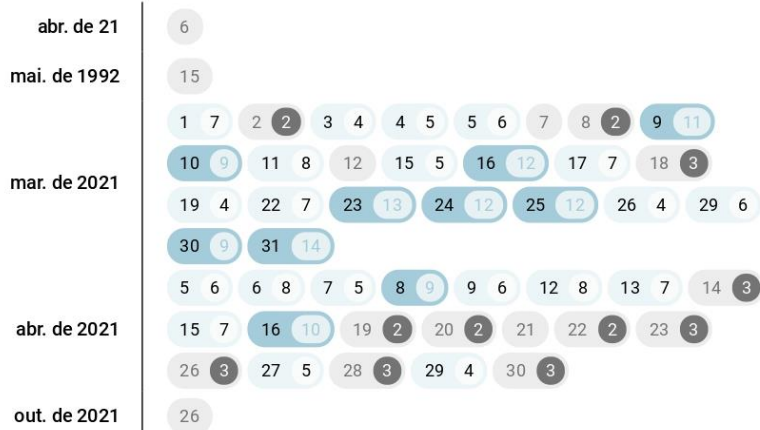 abr. de 21 6
mai. de 1992 15
1 7 2 2 3 4 4 5 5 6 7 8 2 9 11
mar. de 2021 10 9 11 8 12 15 5 16 12 17 7 18 3
19 4 22 7 23 13 24 12 25 12 26 4 29 6
30 9 31 14
5 6 6 8 7 5 8 9 9 6 12 8 13 7 14 3
abr. de 2021 15 7 16 10 19 2 20 2 21 22 2 23 3
26 3 27 5 28 3 29 4 30 3
out. de 2021 26